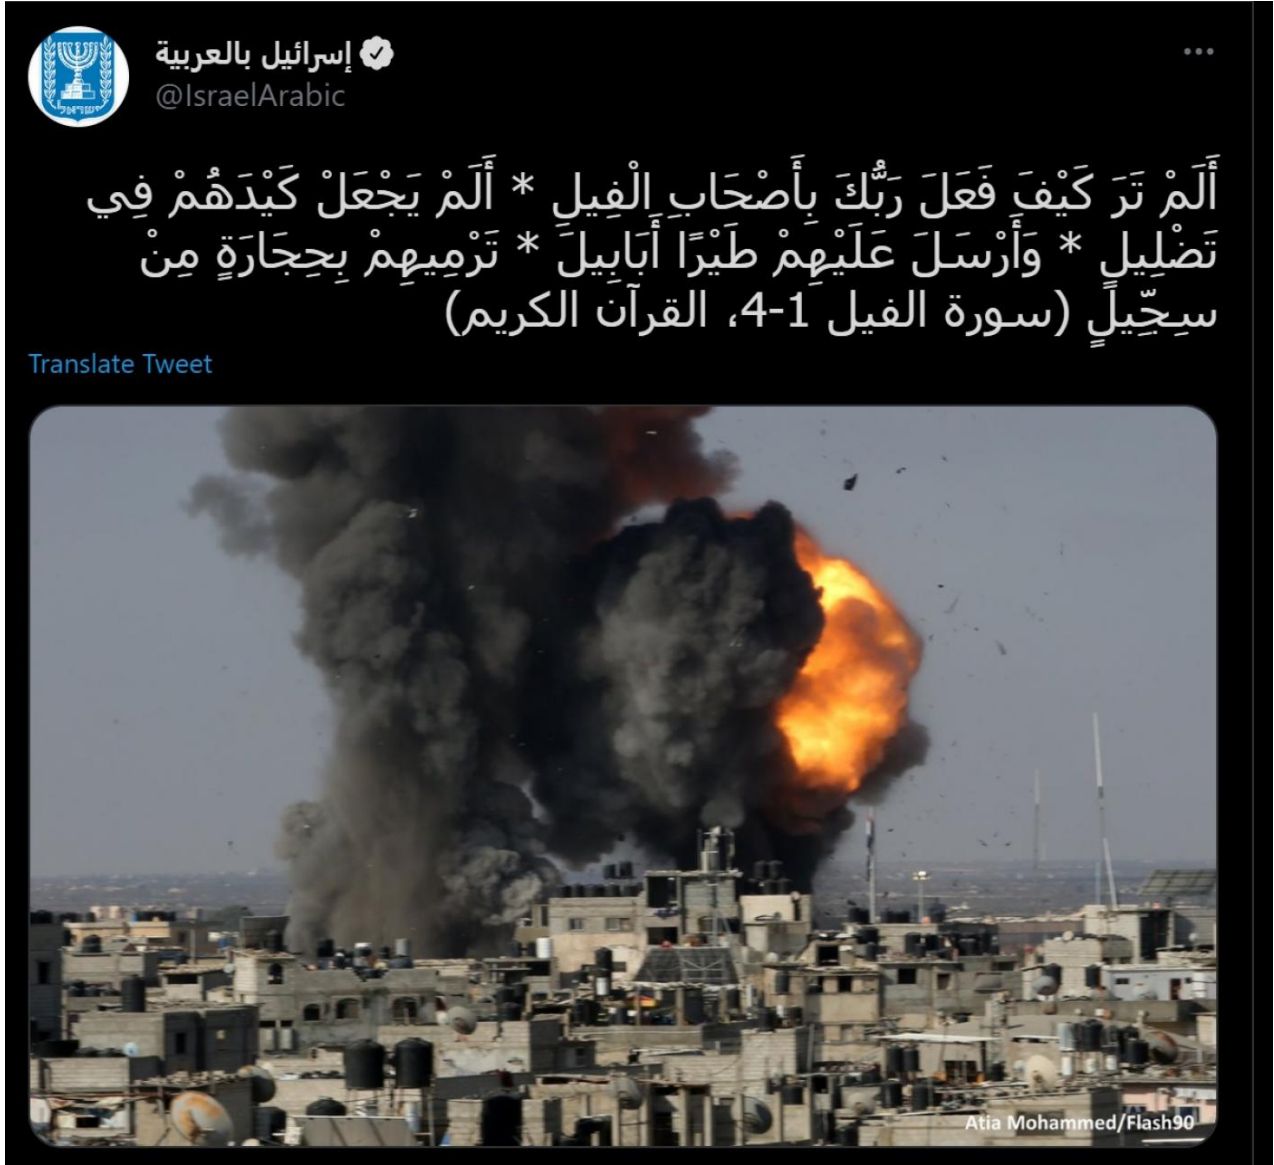 إسرائيل بالعربية
@IsraelArabic
أَلَمْ تَرَ كَيْفَ فَعَلَ رَبُّكَ بِأَصْحَابِ الْفِيلِ * أَلَمْ يَجْعَلْ كَيْدَهُمْ فِي
تَضْلِيلٍ * وَأَرْسَلَ عَلَيْهِمْ طَيْرًا أَبَابِيلَ * تَرْمِيهِمْ بِحِجَارَةٍ مِنْ
سِجِّيلٍ (سورة الفيل 1-4، القرآن الكريم)
Translate Tweet
Atia Mohammed/Flash90